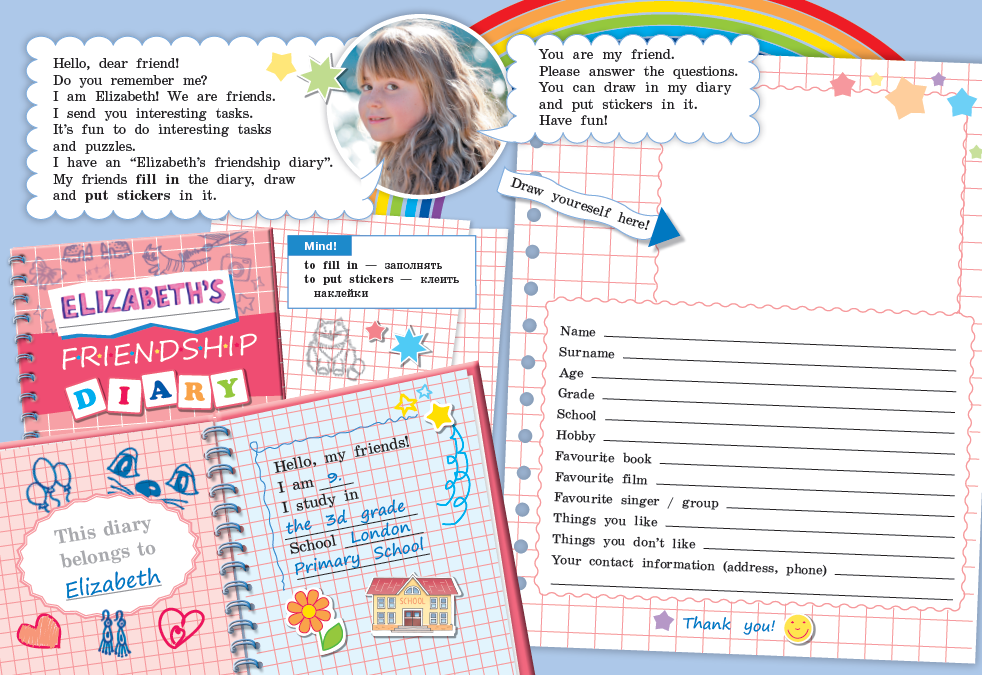 Hello, dear friend!
Do you remember me?
I am Elizabeth! We are friends.
I send you interesting tasks.
It's fun to do interesting tasks
and puzzles.
I have an “Elizabeth's friendship diary”.
My friends fill in the diary, draw
and put stickers in it.
You are my friend.
Please answer the questions.
You can draw in my diary
and put stickers in it.
Have fun!
Draw youreself here!
Mind!
to fill in — заполнять
to put stickers — клеить
наклейки
ELIZABETH'S
FRIENDSHIP
DIARY
This diary
belongs to
Elizabeth
Hello, my friends!
I am 9.
I study in
the 3d grade
School London
Primary School
SCHOOL
Name
Surname
Age
Grade
School
Hobby
Favourite book
Favourite film
Favourite singer / group
Things you like
Things you don't like
Your contact information (address, phone)
Thank you!